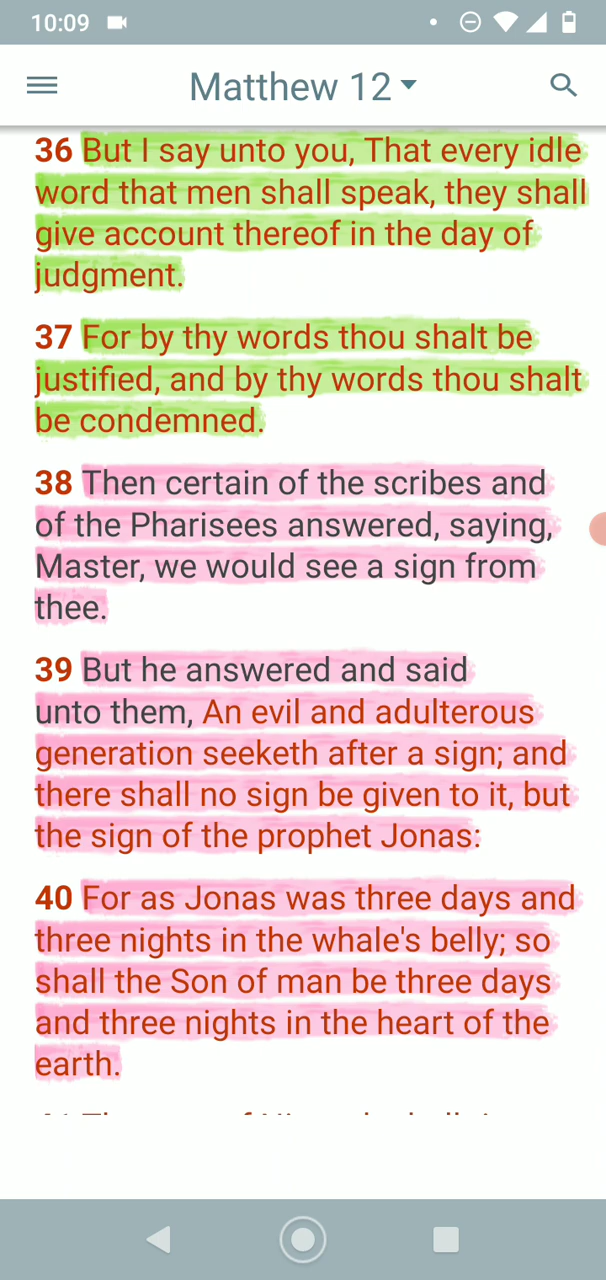 10:09
Matthew 12
36 But I say unto you, That every idle
word that men shall speak, they shall
give account thereof in the day of
judgment.
37 For by thy words thou shalt be
justified, and by thy words thou shalt
be condemned.
38 Then certain of the scribes and
of the Pharisees answered, saying,
Master, we would see a sign from
thee.
39 But he answered and said
unto them, An evil and adulterous
generation seeketh after a sign; and
there shall no sign be given to it, but
the sign of the prophet Jonas:
40 For as Jonas was three days and
three nights in the whale's belly; so
shall the Son of man be three days
and three nights in the heart of the
earth.